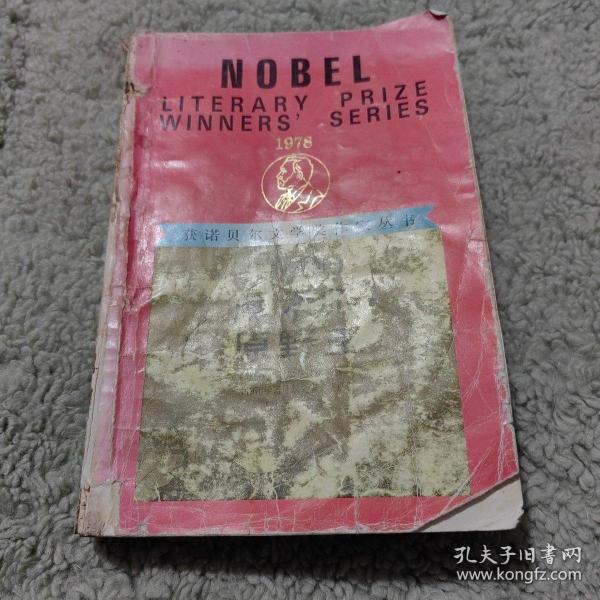 NOBEL
LITERARY PRIZE
WINNERS' SERIES
1978
获诺贝尔文学奖作家丛书
孔夫子旧書网
www.kongfz.com